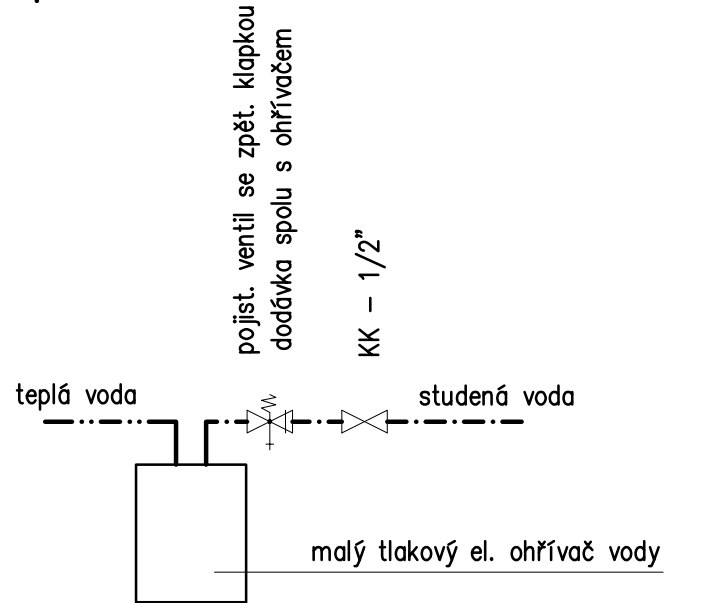 pojist. ventil se zpět. klapkou
dodávka spolu s ohřívačem
KK – 1/2"
teplá voda
studená voda
malý tlakový el. ohřívač vody